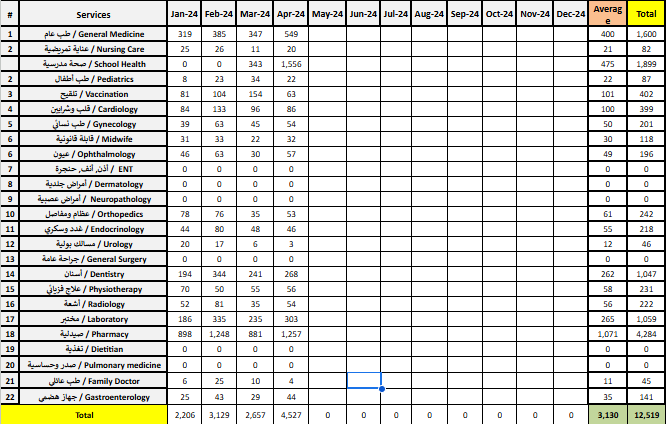 # Services Jan-24 Feb-24 Mar-24 Apr-24 May-24 Jun-24 Jul-24 Aug-24 Sep-24 Oct-24 Nov-24 Dec-24 Averag e Total
1 طب عام / General Medicine 319 385 347 549 400 1,600
2 عناية تمريضية / Nursing Care 25 26 11 20 21 82
صحة مدرسية / School Health 0 0 343 1,556 475 1,899
2 طب أطفال / Pediatrics 8 23 34 22 22 87
3 تلقيح / Vaccination 81 104 154 63 101 402
4 قلب وشرايين / Cardiology 84 133 96 86 100 399
5 طب نسائي / Gynecology 39 63 45 54 50 201
6 قابلة قانونية / Midwife 31 33 22 32 30 118
6 عيون / Ophthalmology 46 63 30 57 49 196
7 أذن, أنف, حنجرة / ENT 0 0 0 0 0 0
8 أمراض جلدية / Dermatology 0 0 0 0 0 0
9 أمراض عصبية / Neuropathology 0 0 0 0 0 0
10 عظام ومفاصل / Orthopedics 78 76 35 53 61 242
11 غدد وسكري / Endocrinology 44 80 48 46 55 218
12 مسالك بولية / Urology 20 17 6 3 12 46
13 جراحة عامة / General Surgery 0 0 0 0 0 0
14 أسنان / Dentistry 194 344 241 268 262 1,047
15 علاج فزيائي / Physiotherapy 70 50 55 56 58 231
16 أشعة / Radiology 52 81 35 54 56 222
17 مختبر / Laboratory 186 335 235 303 265 1,059
18 صيدلية / Pharmacy 898 1,248 881 1,257 1,071 4,284
19 تغذية / Dietitian 0 0 0 0 0 0
20 صدر وحساسية / Pulmonary medicine 0 0 0 0 0 0
21 طب عائلي / Family Doctor 6 25 10 4 11 45
22 جهاز هضمي / Gastroenterology 25 43 29 44 35 141
Total 2,206 3,129 2,657 4,527 0 0 0 0 0 0 0 0 3,130 12,519